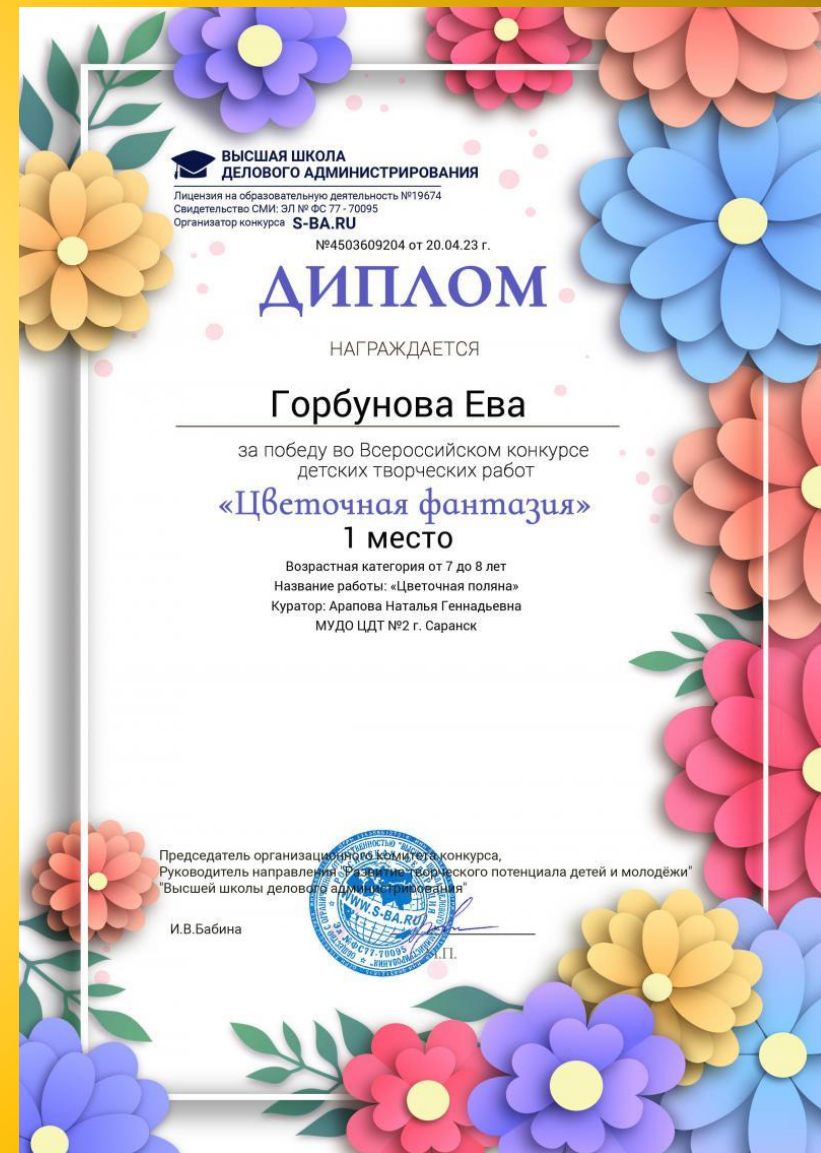 ВЫСШАЯ ШКОЛА
ДЕЛОВОГО АДМИНИСТРИРОВАНИЯ
Лицензия на образовательную деятельность №19674
Свидетельство СМИ: ЭЛ № ФС 77 - 70095
Организатор конкурса S-BA.RU
№4503609204 от 20.04.23 г.
ДИПЛОМ
НАГРАЖДАЕТСЯ
Горбунова Ева
за победу во Всероссийском конкурсе
детских творческих работ
«Цветочная фантазия»
1 место
Возрастная категория от 7 до 8 лет
Название работы: «Цветочная поляна»
Куратор: Арапова Наталья Геннадьевна
МУДО ЦДТ №2 г. Саранск
Председатель организационного комитета конкурса,
Руководитель направления "Развитие творческого потенциала детей и молодёжи"
"Высшей школы делового администрирования"
И.В.Бабина
WWW.S-BA.RU